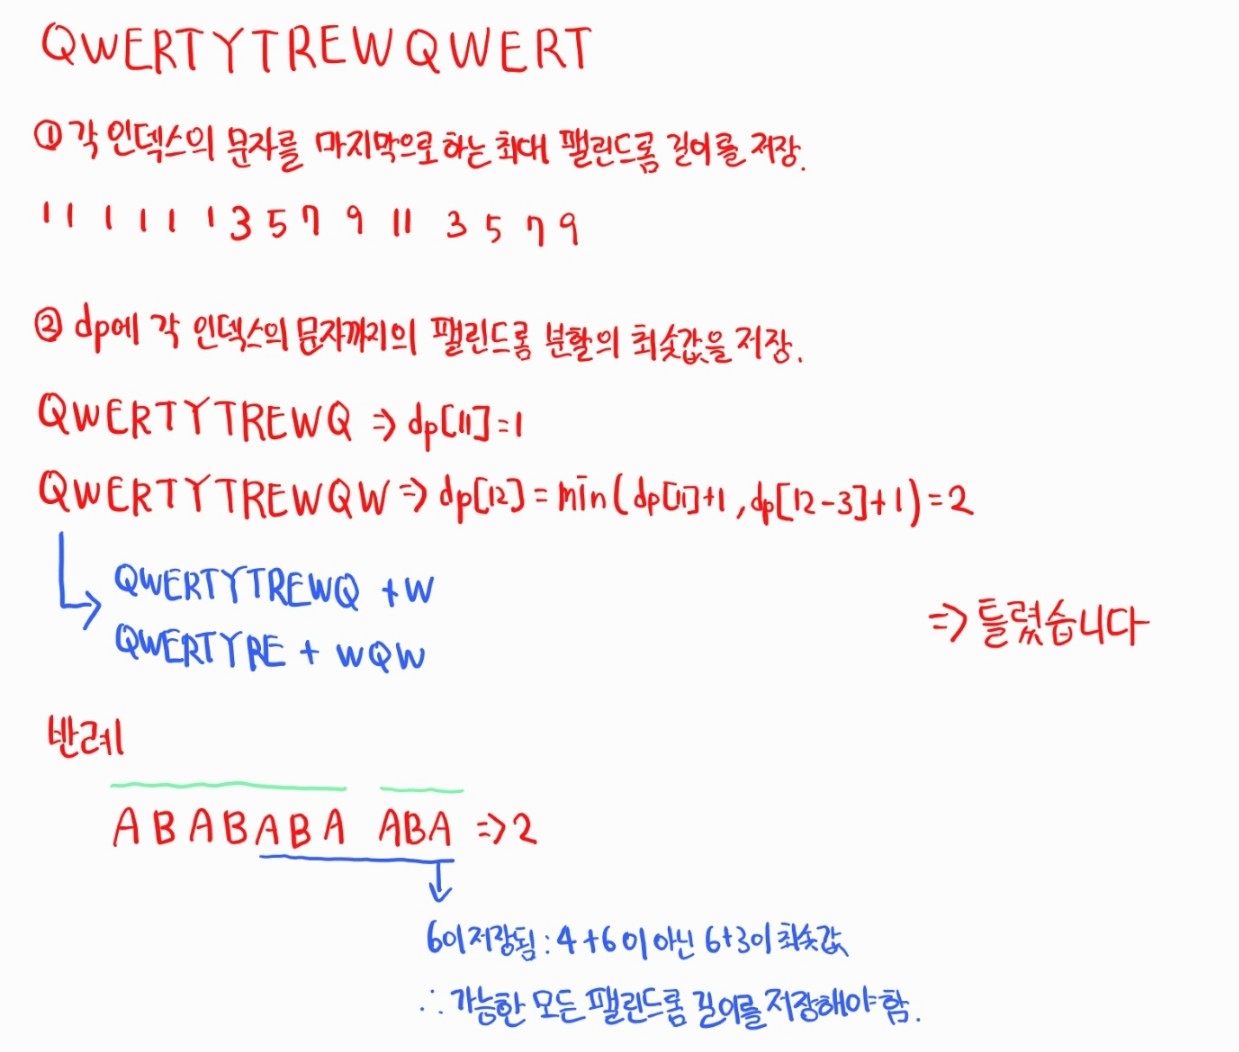 QWERTYTREWQWERT
① 각 인덱스의 문자를 마지막으로 하는 최대 팰린드롬 길이를 저장.
1 1 1 1 1 1 3 5 7 9 11 3 5 7 9
② dp에 각 인덱스의 문자까지의 팰린드롬 분할의 최솟값을 저장.
QWERTYTREWQ => dp[11]=1
QWERTYTREWQW => dp[12] = min(dp[11]+1, dp[12-3]+1) = 2
QWERTYTREWQ + W
QWERTYRE + WQW
=> 틀렸습니다
반례
ABABABA ABA => 2
6이 저장됨 : 4+6이 아닌 6+3이 최솟값
∴ 가능한 모든 팰린드롬 길이를 저장해야 함.